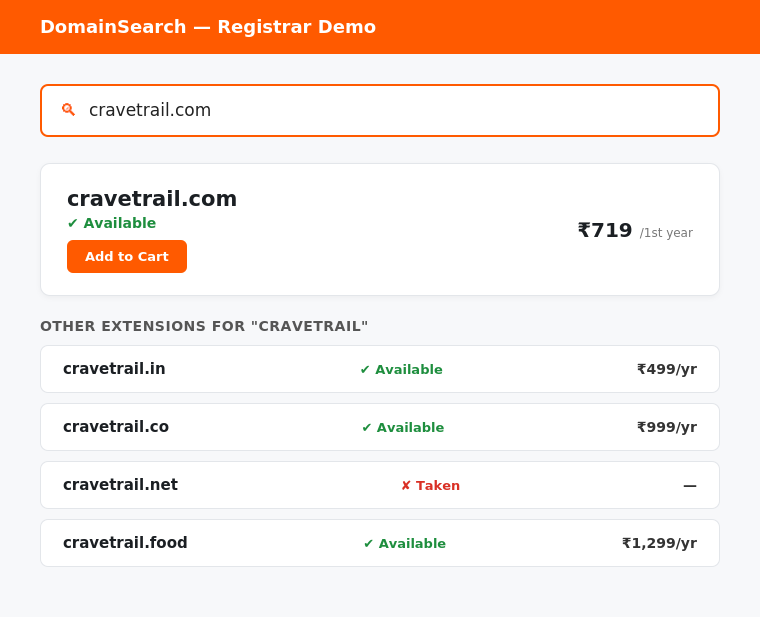 DomainSearch — Registrar Demo
cravetrail.com
cravetrail.com
✔ Available
Add to Cart
₹719 /1st year
OTHER EXTENSIONS FOR "CRAVETRAIL"
cravetrail.in ✔ Available ₹499/yr
cravetrail.co ✔ Available ₹999/yr
cravetrail.net ✘ Taken —
cravetrail.food ✔ Available ₹1,299/yr